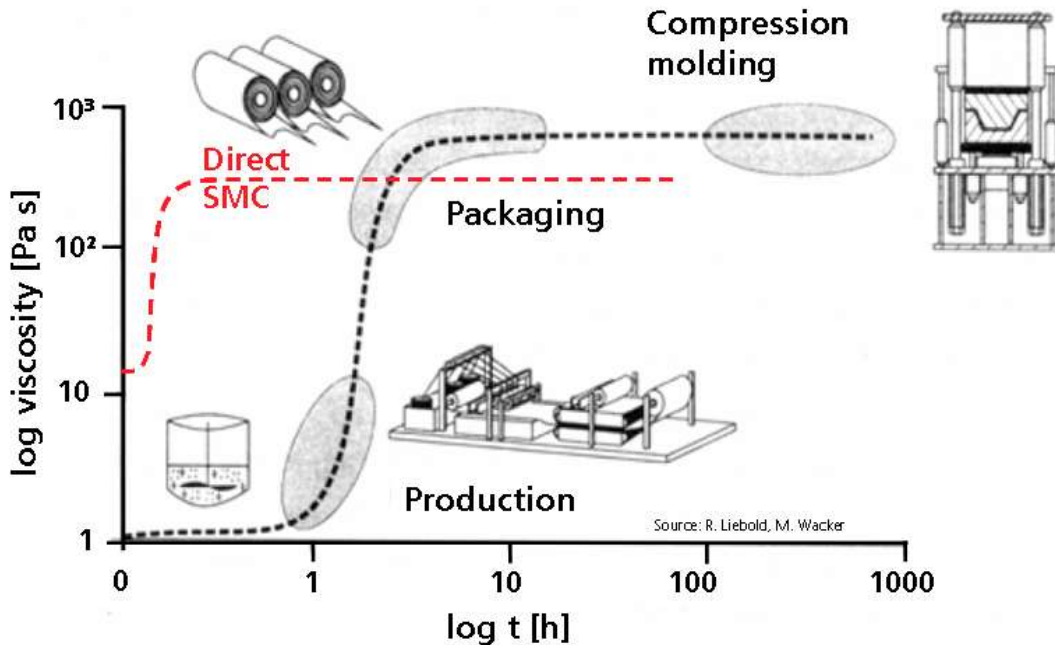 Compression
molding
10³
Direct
SMC
Packaging
10²
log viscosity [Pa s]
10
Production
Source: R. Liebold, M. Wacker
1
0
1
10
100
1000
log t [h]